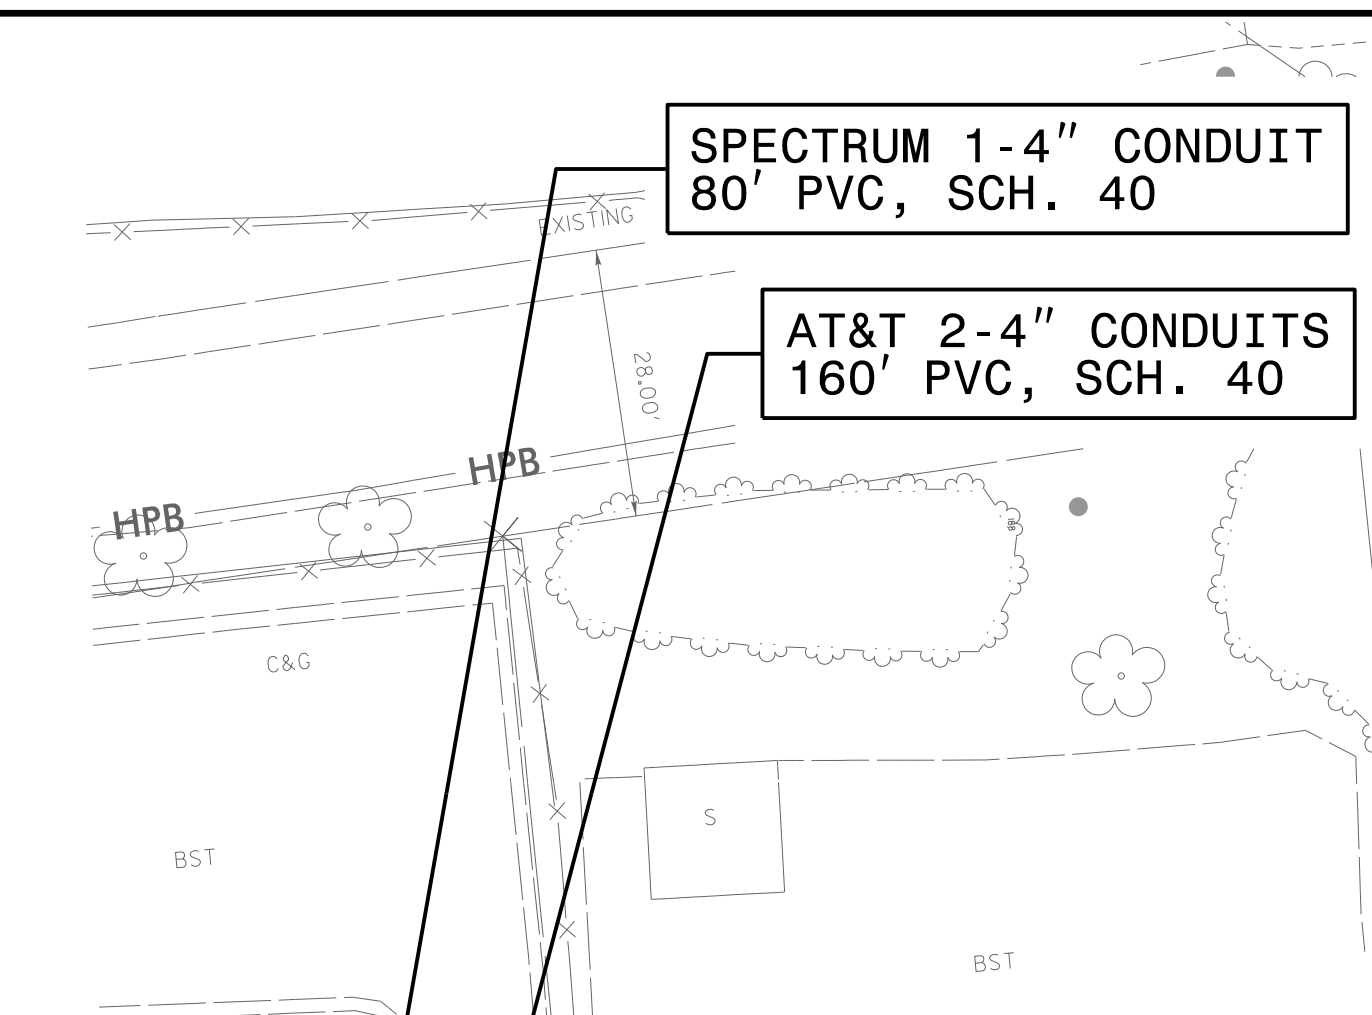 SPECTRUM 1-4" CONDUIT
80' PVC, SCH. 40
EXISTING
AT&T 2-4" CONDUITS
160' PVC, SCH. 40
28.00'
HPB
HPB
C&G
S
BST
BST